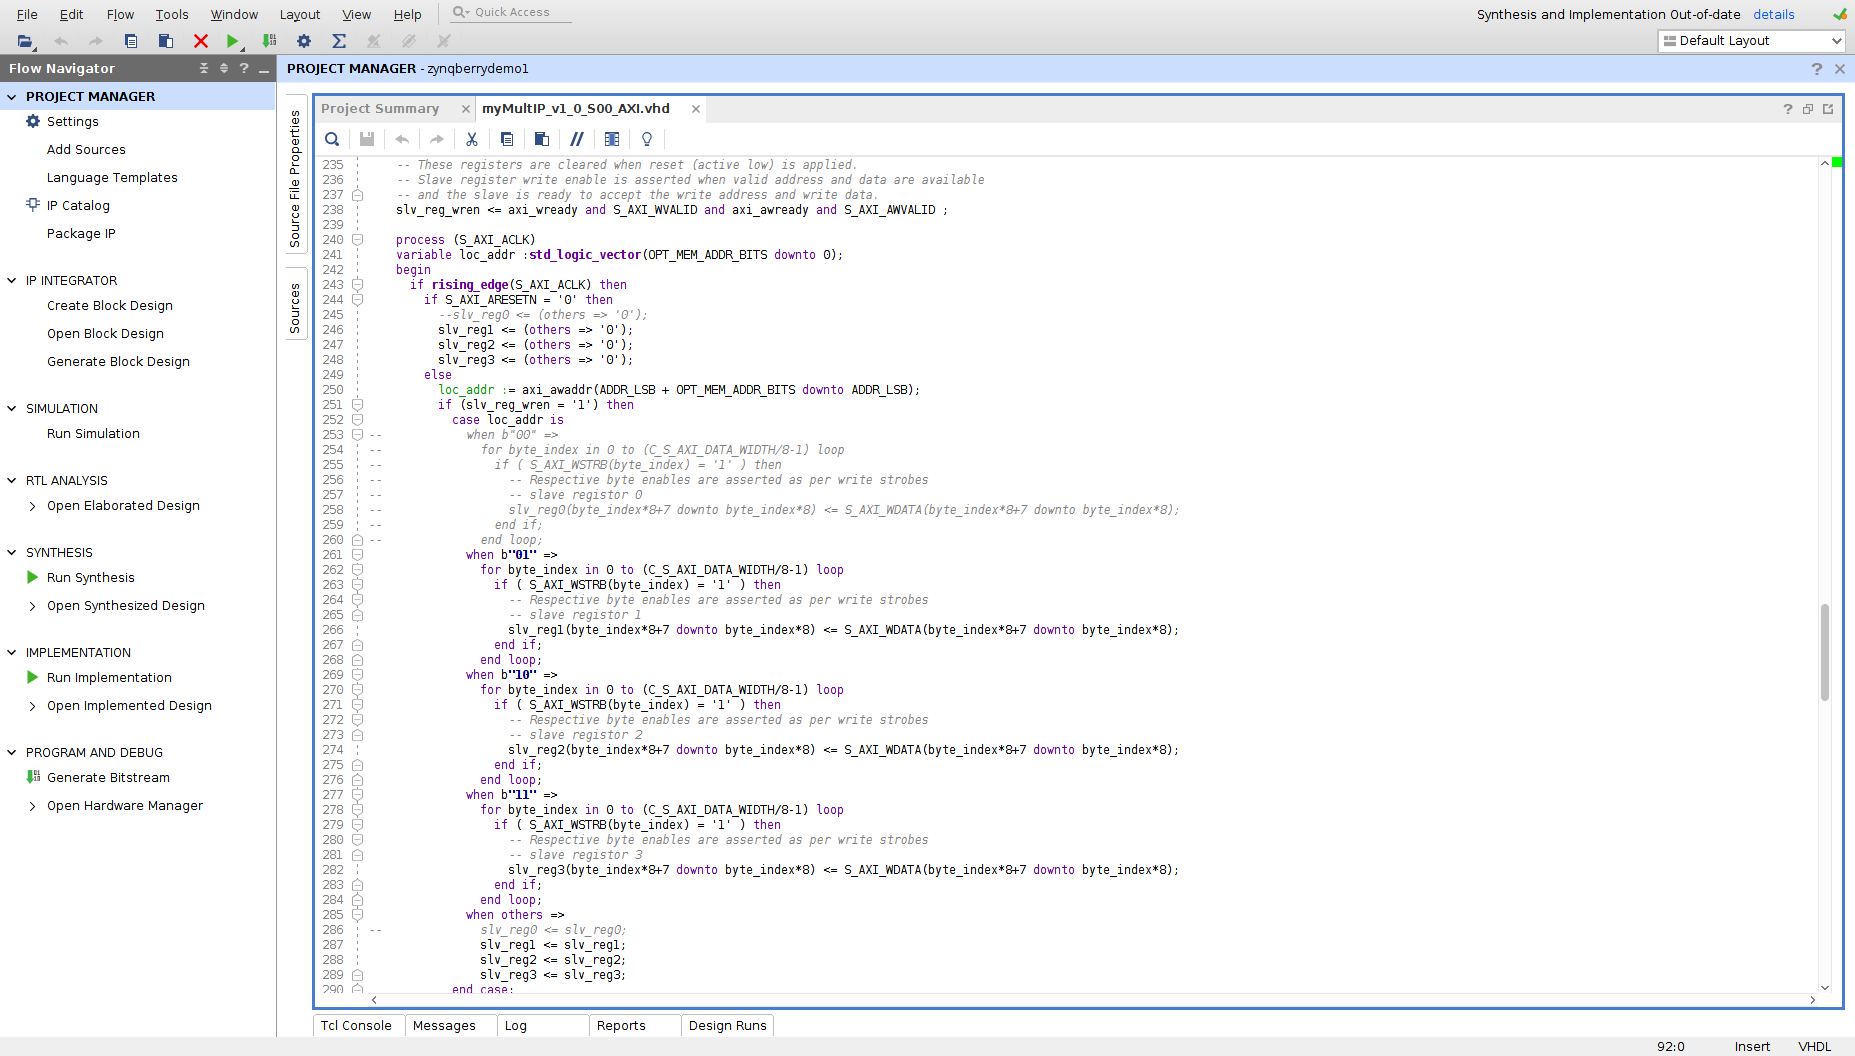 File Edit Flow Tools Window Layout View Help Quick Access
Synthesis and Implementation Out-of-date details
Default Layout
Flow Navigator
PROJECT MANAGER - zynqberrydemo1
PROJECT MANAGER
Settings
Add Sources
Language Templates
IP Catalog
Package IP
IP INTEGRATOR
Create Block Design
Open Block Design
Generate Block Design
SIMULATION
Run Simulation
RTL ANALYSIS
Open Elaborated Design
SYNTHESIS
Run Synthesis
Open Synthesized Design
IMPLEMENTATION
Run Implementation
Open Implemented Design
PROGRAM AND DEBUG
Generate Bitstream
Open Hardware Manager
Source File Properties
Sources
Project Summary
myMultIP_v1_0_S00_AXI.vhd
235 -- These registers are cleared when reset (active low) is applied.
236 -- Slave register write enable is asserted when valid address and data are available
237 -- and the slave is ready to accept the write address and write data.
238 slv_reg_wren <= axi_wready and S_AXI_WVALID and axi_awready and S_AXI_AWVALID ;
239
240 process (S_AXI_ACLK)
241 variable loc_addr :std_logic_vector(OPT_MEM_ADDR_BITS downto 0);
242 begin
243 if rising_edge(S_AXI_ACLK) then
244 if S_AXI_ARESETN = '0' then
245 --slv_reg0 <= (others => '0');
246 slv_reg1 <= (others => '0');
247 slv_reg2 <= (others => '0');
248 slv_reg3 <= (others => '0');
249 else
250 loc_addr := axi_awaddr(ADDR_LSB + OPT_MEM_ADDR_BITS downto ADDR_LSB);
251 if (slv_reg_wren = '1') then
252 case loc_addr is
253 -- when b"00" =>
254 -- for byte_index in 0 to (C_S_AXI_DATA_WIDTH/8-1) loop
255 -- if ( S_AXI_WSTRB(byte_index) = '1' ) then
256 -- -- Respective byte enables are asserted as per write strobes
257 -- -- slave registor 0
258 -- slv_reg0(byte_index*8+7 downto byte_index*8) <= S_AXI_WDATA(byte_index*8+7 downto byte_index*8);
259 -- end if;
260 -- end loop;
261 when b"01" =>
262 for byte_index in 0 to (C_S_AXI_DATA_WIDTH/8-1) loop
263 if ( S_AXI_WSTRB(byte_index) = '1' ) then
264 -- Respective byte enables are asserted as per write strobes
265 -- slave registor 1
266 slv_reg1(byte_index*8+7 downto byte_index*8) <= S_AXI_WDATA(byte_index*8+7 downto byte_index*8);
267 end if;
268 end loop;
269 when b"10" =>
270 for byte_index in 0 to (C_S_AXI_DATA_WIDTH/8-1) loop
271 if ( S_AXI_WSTRB(byte_index) = '1' ) then
272 -- Respective byte enables are asserted as per write strobes
273 -- slave registor 2
274 slv_reg2(byte_index*8+7 downto byte_index*8) <= S_AXI_WDATA(byte_index*8+7 downto byte_index*8);
275 end if;
276 end loop;
277 when b"11" =>
278 for byte_index in 0 to (C_S_AXI_DATA_WIDTH/8-1) loop
279 if ( S_AXI_WSTRB(byte_index) = '1' ) then
280 -- Respective byte enables are asserted as per write strobes
281 -- slave registor 3
282 slv_reg3(byte_index*8+7 downto byte_index*8) <= S_AXI_WDATA(byte_index*8+7 downto byte_index*8);
283 end if;
284 end loop;
285 when others =>
286 -- slv_reg0 <= slv_reg0;
287 slv_reg1 <= slv_reg1;
288 slv_reg2 <= slv_reg2;
289 slv_reg3 <= slv_reg3;
290 end case;
Tcl Console Messages Log Reports Design Runs
92:0 Insert VHDL